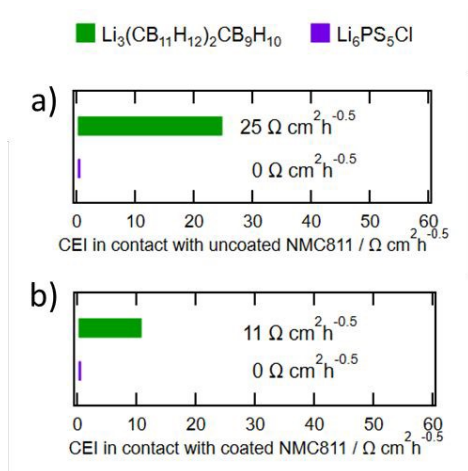 Li₃(CB₁₁H₁₂)₂CB₉H₁₀ Li₆PS₅Cl
a)
25 Ω cm²h⁻⁰·⁵
0 Ω cm²h⁻⁰·⁵
0 10 20 30 40 50 60
CEI in contact with uncoated NMC811 / Ω cm²h⁻⁰·⁵
b)
11 Ω cm²h⁻⁰·⁵
0 Ω cm²h⁻⁰·⁵
0 10 20 30 40 50 60
CEI in contact with coated NMC811 / Ω cm²h⁻⁰·⁵